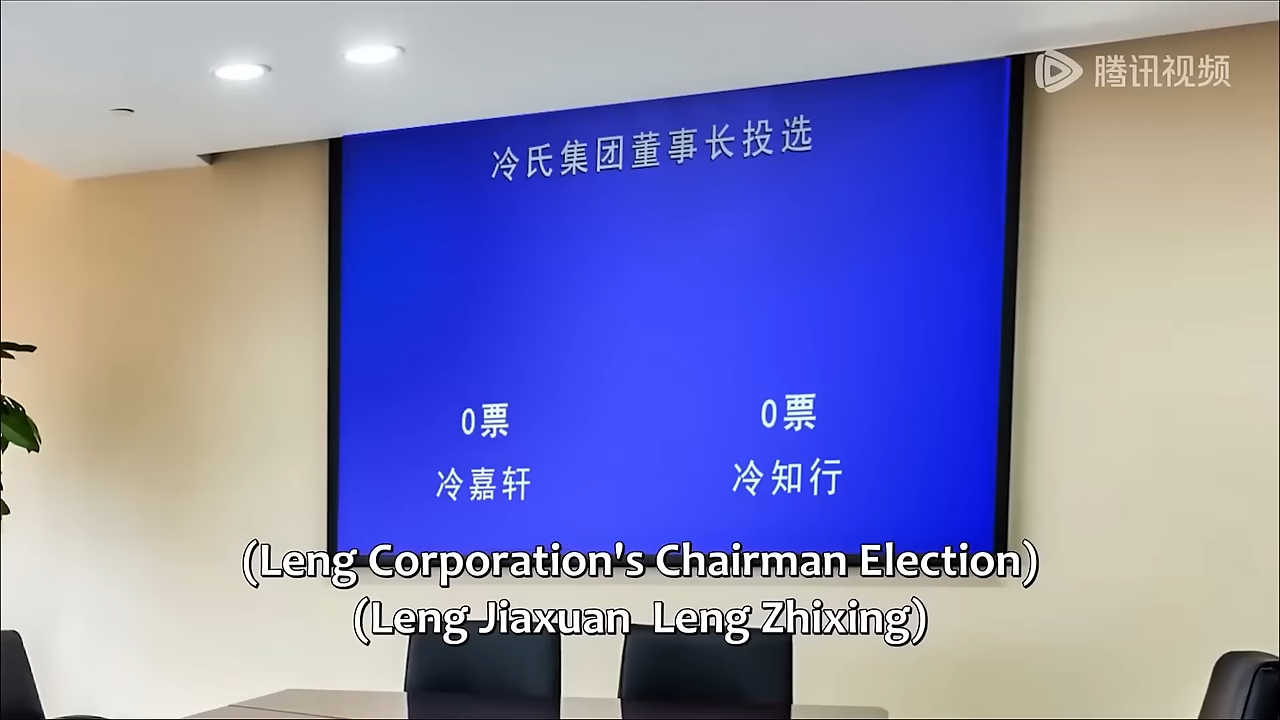 腾讯视频
冷氏集团董事长投选
0票 0票
冷嘉轩 冷知行
(Leng Corporation's Chairman Election)
(Leng Jiaxuan Leng Zhixing)